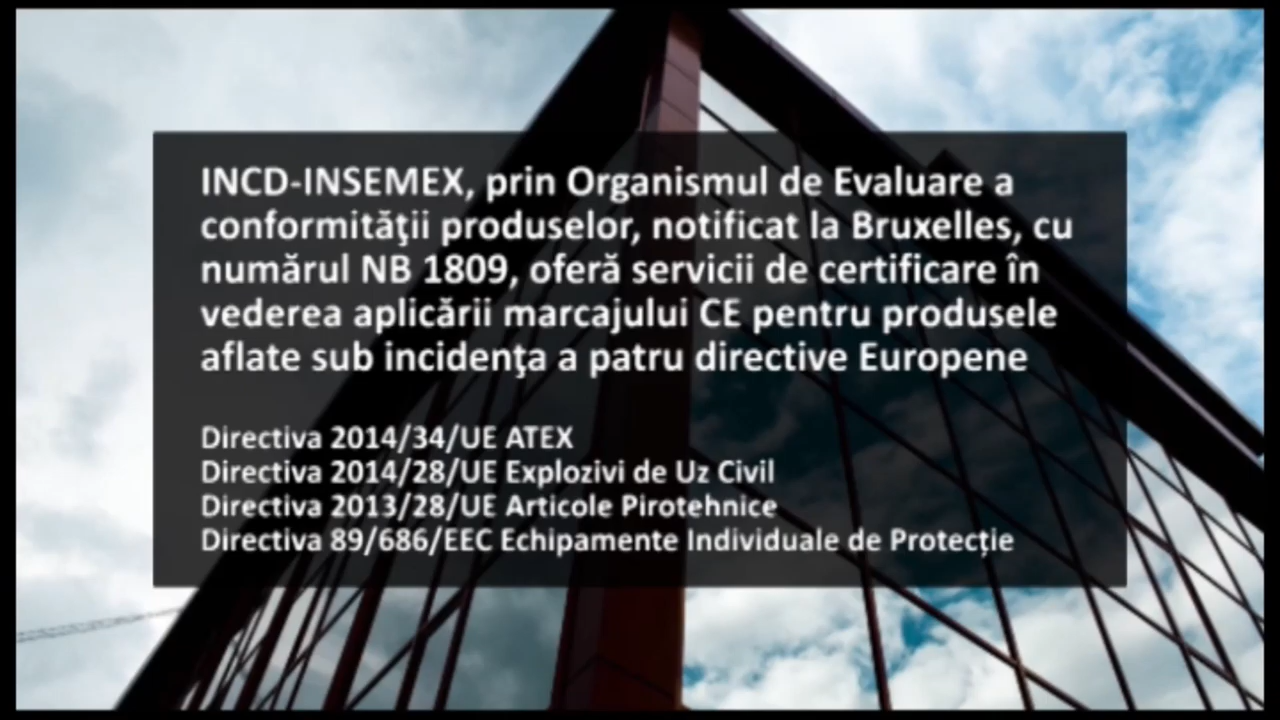 INCD-INSEMEX, prin Organismul de Evaluare a
conformităţii produselor, notificat la Bruxelles, cu
numărul NB 1809, oferă servicii de certificare în
vederea aplicării marcajului CE pentru produsele
aflate sub incidenţa a patru directive Europene
Directiva 2014/34/UE ATEX
Directiva 2014/28/UE Explozivi de Uz Civil
Directiva 2013/28/UE Articole Pirotehnice
Directiva 89/686/EEC Echipamente Individuale de Protecție